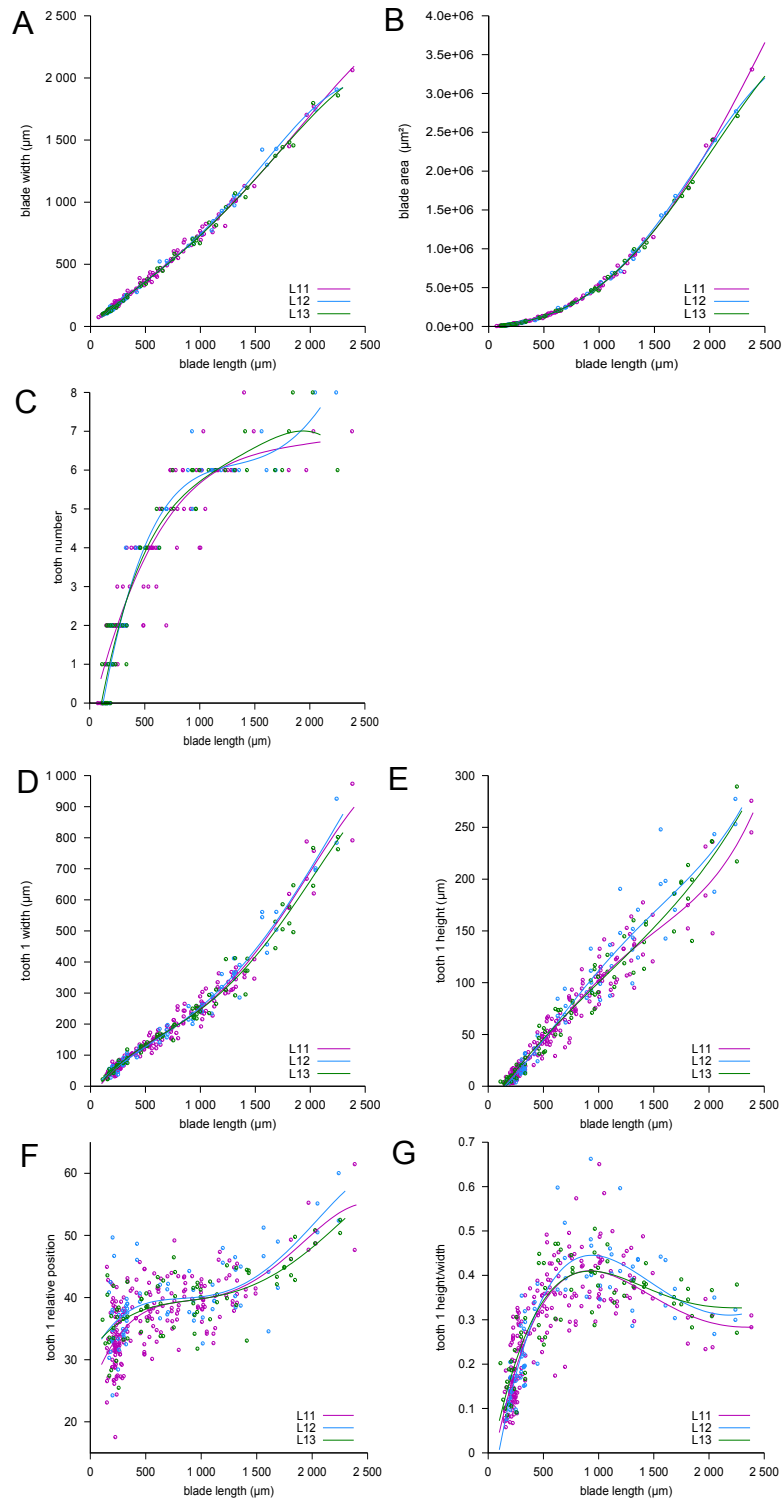 A
2 500
2 000
1 500
1 000
500
0
blade width (µm)
L11
L12
L13
0 500 1 000 1 500 2 000 2 500
blade length (µm)
B
4.0e+06
3.5e+06
3.0e+06
2.5e+06
2.0e+06
1.5e+06
1.0e+06
5.0e+05
0.0e+00
blade area (µm²)
L11
L12
L13
0 500 1 000 1 500 2 000 2 500
blade length (µm)
C
8
7
6
5
4
3
2
1
0
tooth number
L11
L12
L13
0 500 1 000 1 500 2 000 2 500
blade length (µm)
D
1 000
900
800
700
600
500
400
300
200
100
0
tooth 1 width (µm)
L11
L12
L13
0 500 1 000 1 500 2 000 2 500
blade length (µm)
E
300
250
200
150
100
50
0
tooth 1 height (µm)
L11
L12
L13
0 500 1 000 1 500 2 000 2 500
blade length (µm)
F
60
50
40
30
20
tooth 1 relative position
L11
L12
L13
0 500 1 000 1 500 2 000 2 500
blade length (µm)
G
0.7
0.6
0.5
0.4
0.3
0.2
0.1
0
tooth 1 height/width
L11
L12
L13
0 500 1 000 1 500 2 000 2 500
blade length (µm)